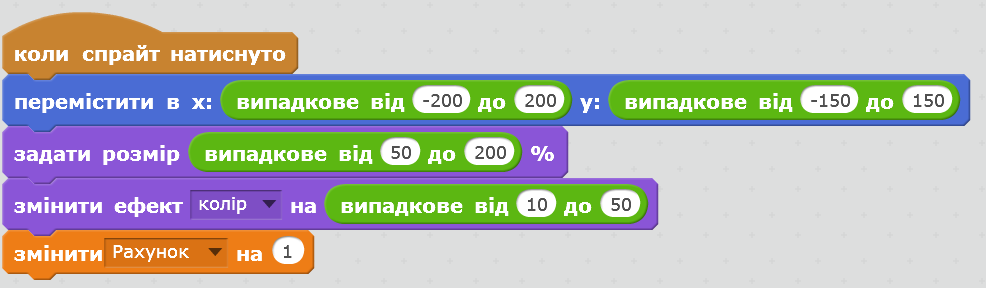 коли спрайт натиснуто
перемістити в x: випадкове від -200 до 200 y: випадкове від -150 до 150
задати розмір випадкове від 50 до 200 %
змінити ефект колір на випадкове від 10 до 50
змінити Рахунок на 1